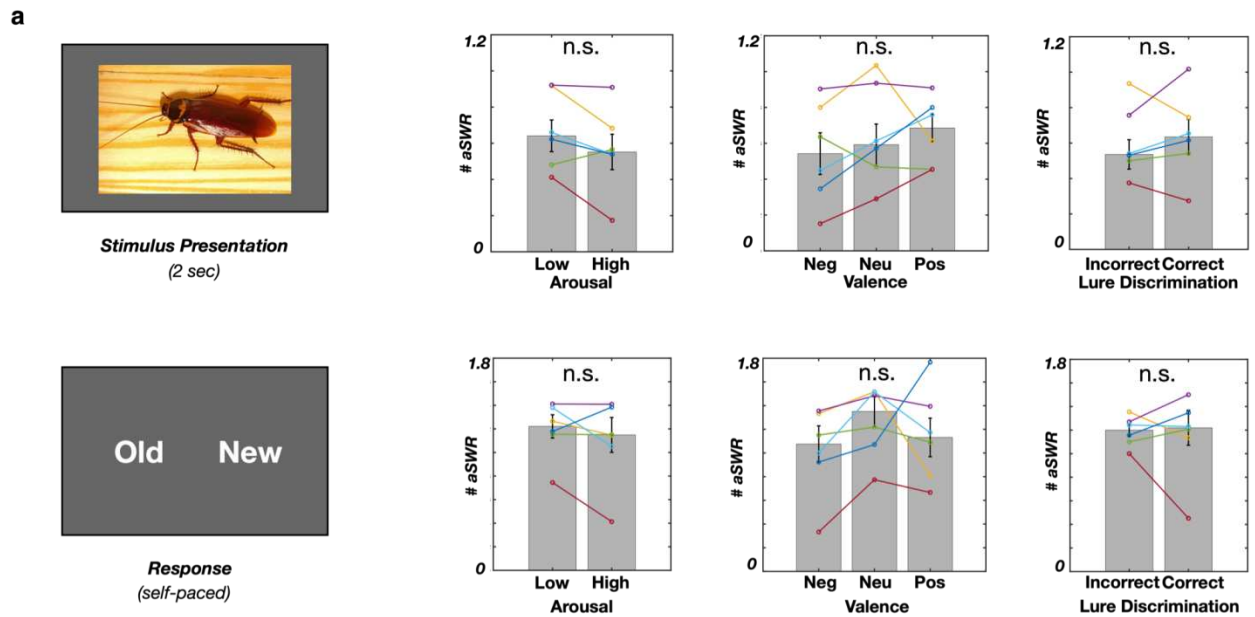 a
Stimulus Presentation
(2 sec)
1.2
n.s.
# aSWR
0
Low High
Arousal
1.2
n.s.
# aSWR
0
Neg Neu Pos
Valence
1.2
n.s.
# aSWR
0
Incorrect Correct
Lure Discrimination
Old New
Response
(self-paced)
1.8
n.s.
# aSWR
0
Low High
Arousal
1.8
n.s.
# aSWR
0
Neg Neu Pos
Valence
1.8
n.s.
# aSWR
0
Incorrect Correct
Lure Discrimination